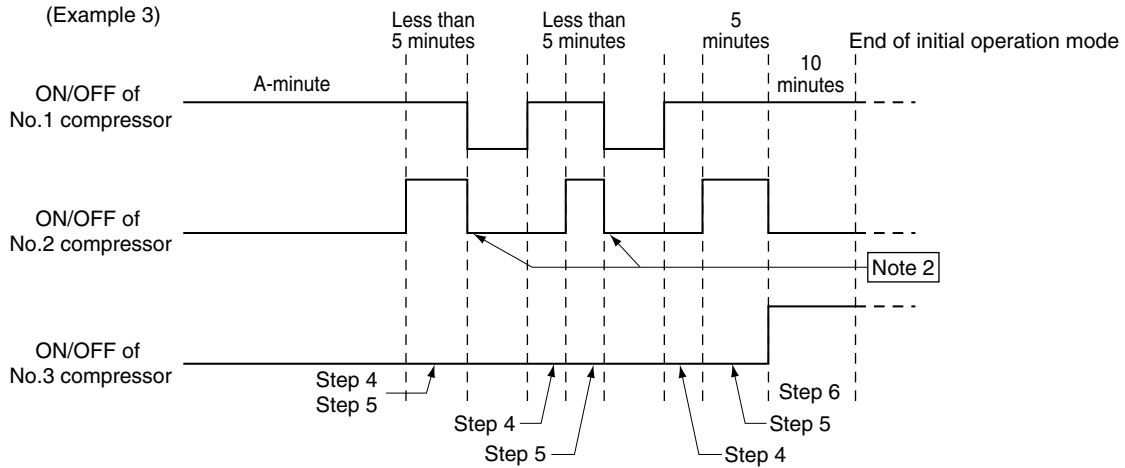 (Example 3)
Less than
5 minutes
Less than
5 minutes
5
minutes
10
minutes
End of initial operation mode
A-minute
ON/OFF of
No.1 compressor
ON/OFF of
No.2 compressor
Note 2
ON/OFF of
No.3 compressor
Step 4
Step 5
Step 4
Step 5
Step 6
Step 5
Step 4